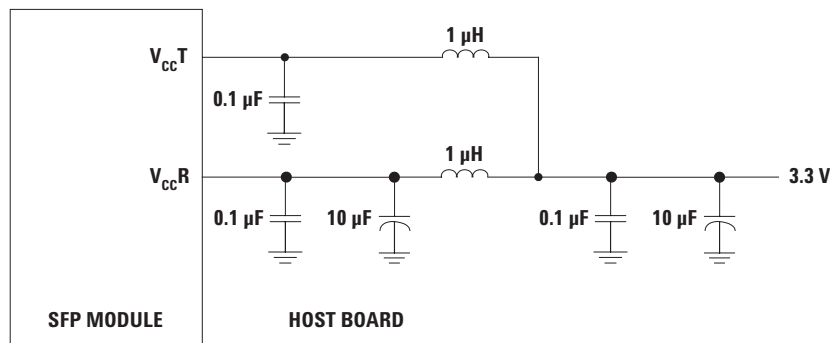 1 µH
VCCT
0.1 µF
1 µH
VCCR
3.3 V
0.1 µF 10 µF 0.1 µF 10 µF
SFP MODULE HOST BOARD